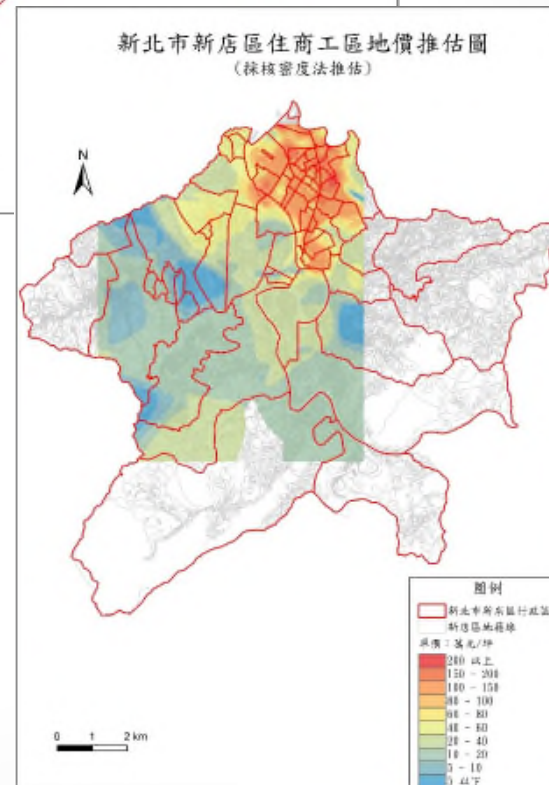 新北市新店區住商工區地價推估圖
(採核密度法推估)
N
圖例
新北市新店區行政區
新店區地籍線
單價：萬元/坪
200 以上
150 - 200
100 - 150
80 - 100
60 - 80
40 - 60
20 - 40
10 - 20
5 - 10
5 以下
0 1 2 km